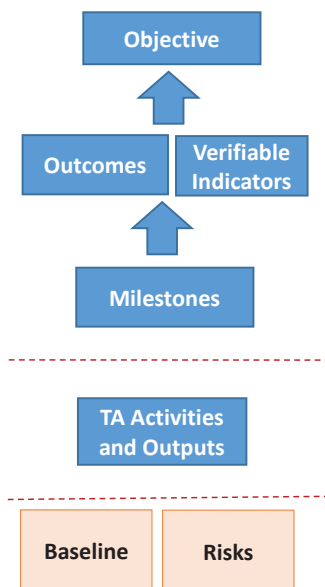 Objective
Outcomes
Verifiable
Indicators
Milestones
TA Activities
and Outputs
Baseline
Risks